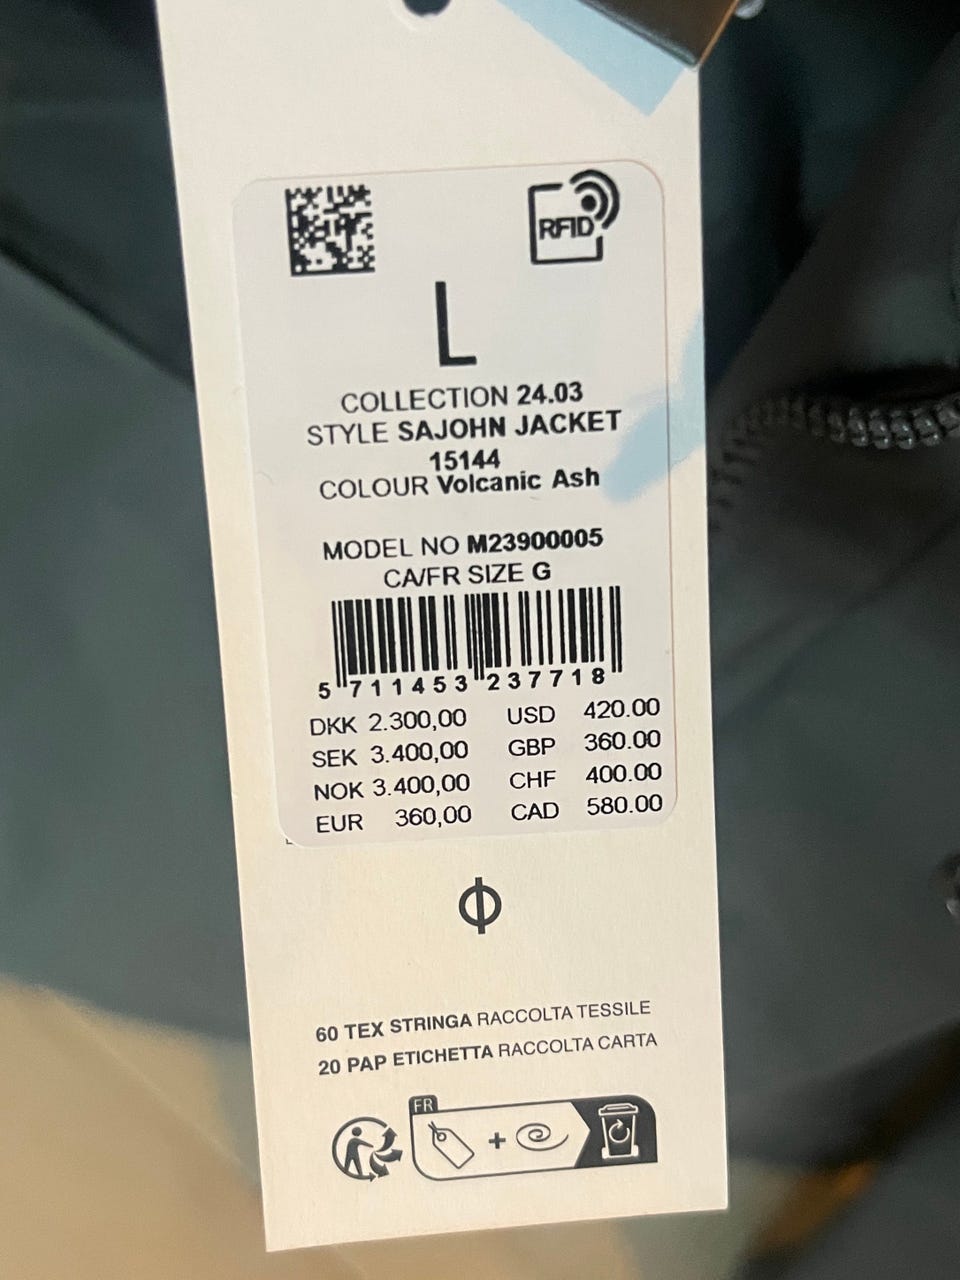 RFID
L
COLLECTION 24.03
STYLE SAJOHN JACKET
15144
COLOUR Volcanic Ash
MODEL NO M23900005
CA/FR SIZE G
5 711453 237718
DKK 2.300,00 USD 420.00
SEK 3.400,00 GBP 360.00
NOK 3.400,00 CHF 400.00
EUR 360,00 CAD 580.00
60 TEX STRINGA RACCOLTA TESSILE
20 PAP ETICHETTA RACCOLTA CARTA
FR
+